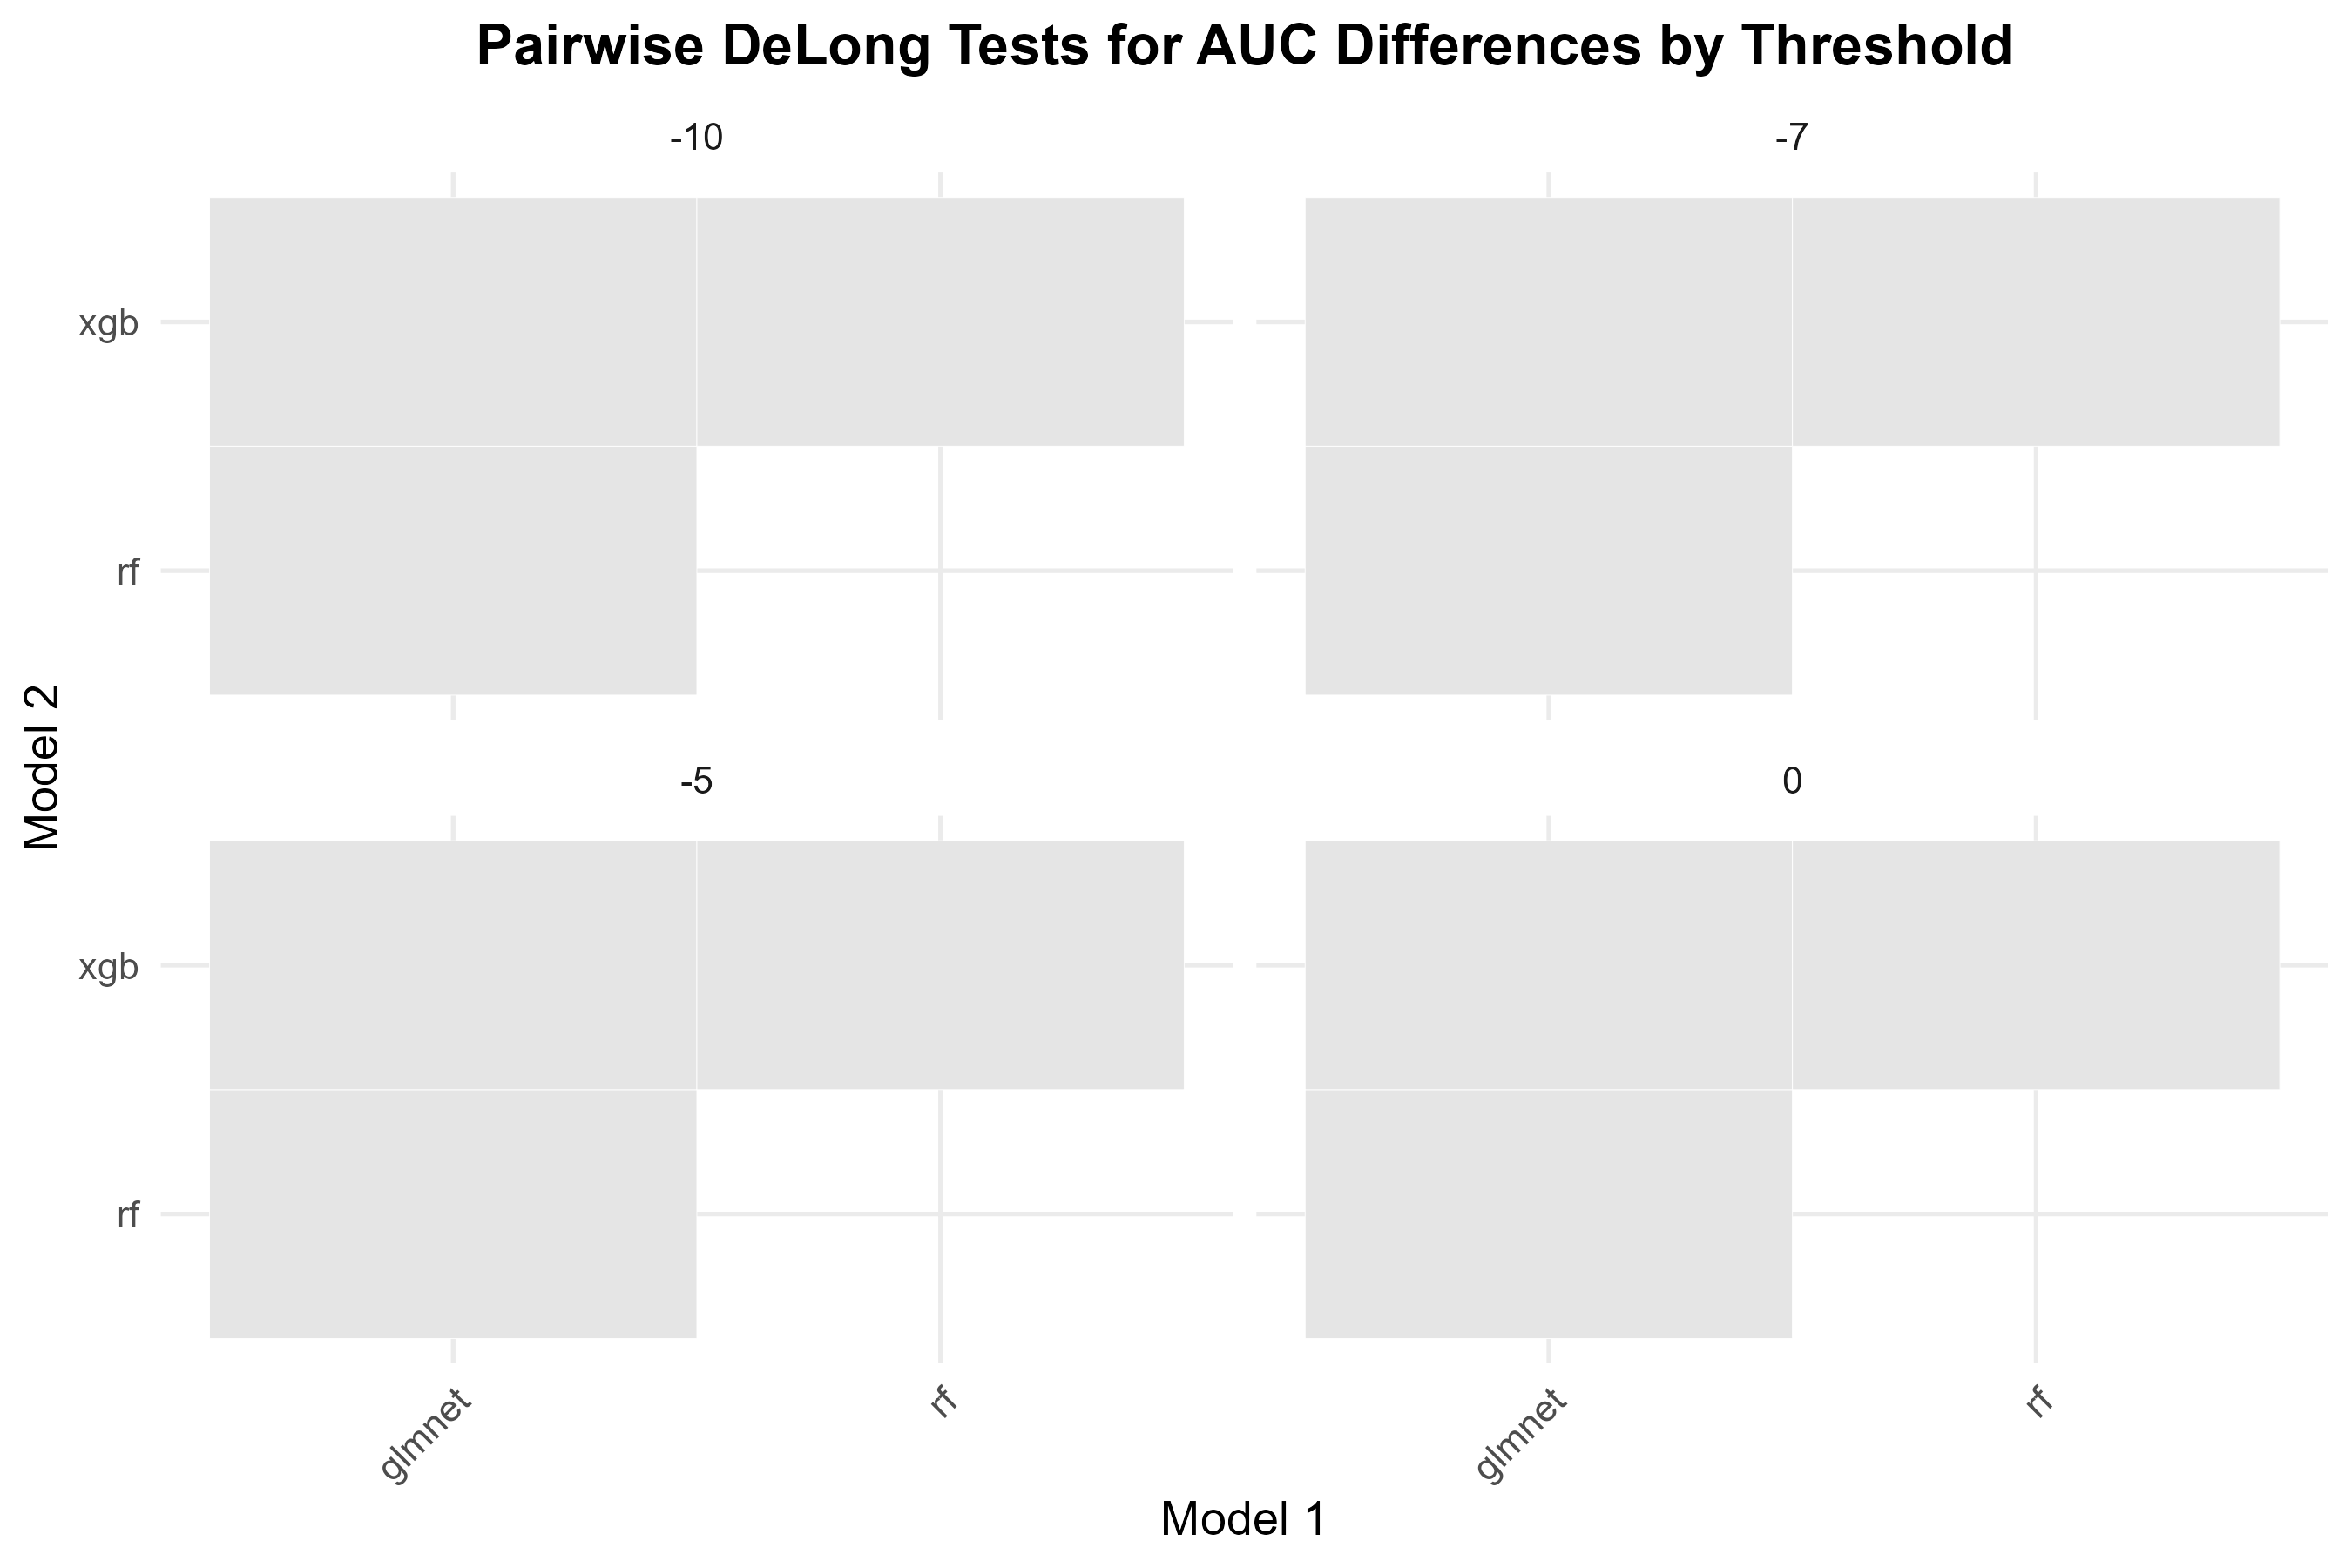 Pairwise DeLong Tests for AUC Differences by Threshold
-10
-7
xgb
rf
Model 2
-5
0
xgb
rf
glmnet
rf
glmnet
rf
Model 1